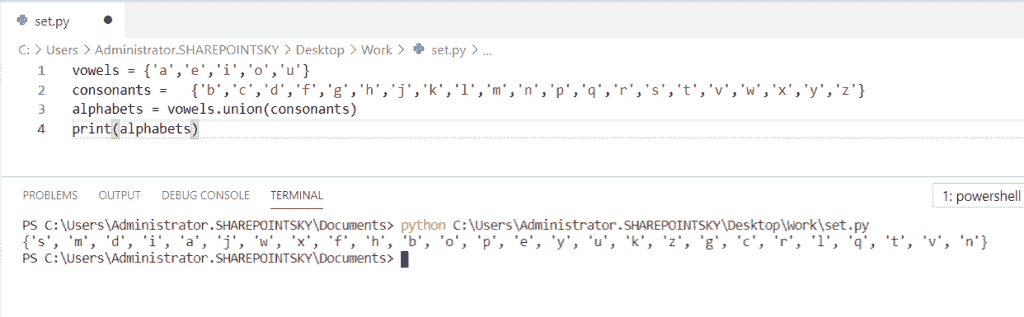 set.py
C: > Users > Administrator.SHAREPOINTSKY > Desktop > Work > set.py > ...
1 vowels = {'a','e','i','o','u'}
2 consonants =   {'b','c','d','f','g','h','j','k','l','m','n','p','q','r','s','t','v','w','x','y','z'}
3 alphabets = vowels.union(consonants)
4 print(alphabets)
PROBLEMS OUTPUT DEBUG CONSOLE TERMINAL 1: powershell
PS C:\Users\Administrator.SHAREPOINTSKY\Documents> python C:\Users\Administrator.SHAREPOINTSKY\Desktop\Work\set.py
{'s', 'm', 'd', 'i', 'a', 'j', 'w', 'x', 'f', 'h', 'b', 'o', 'p', 'e', 'y', 'u', 'k', 'z', 'g', 'c', 'r', 'l', 'q', 't', 'v', 'n'}
PS C:\Users\Administrator.SHAREPOINTSKY\Documents>